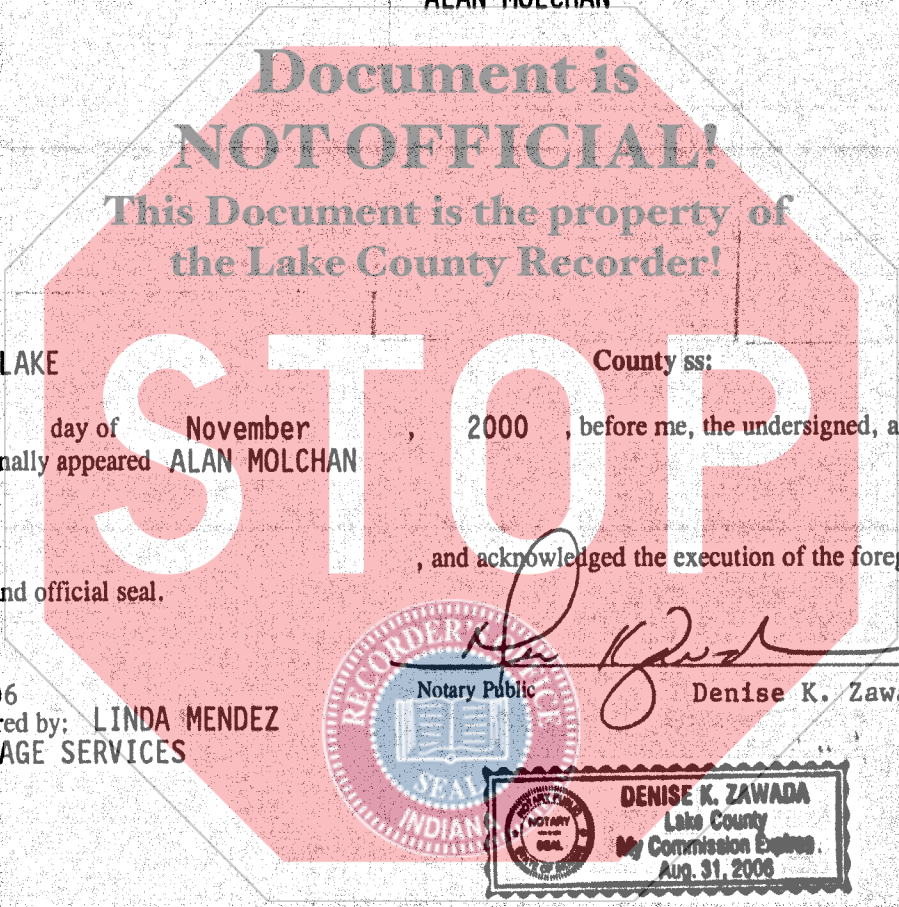 ALAN MOLCHAN
Document is
NOT OFFICIAL!
This Document is the property of
the Lake County Recorder!
STOP
LAKE County ss:
day of November , 2000 , before me, the undersigned, a
nally appeared ALAN MOLCHAN
, and acknowledged the execution of the foreg
nd official seal.
RECORDER'S OFFICE
SEAL
INDIANA
Notary Public Denise K. Zawa
06
red by: LINDA MENDEZ
AGE SERVICES
NOTARY PUBLIC
NOTARY
SEAL
DENISE K. ZAWADA
Lake County
My Commission Expires
Aug. 31, 2006